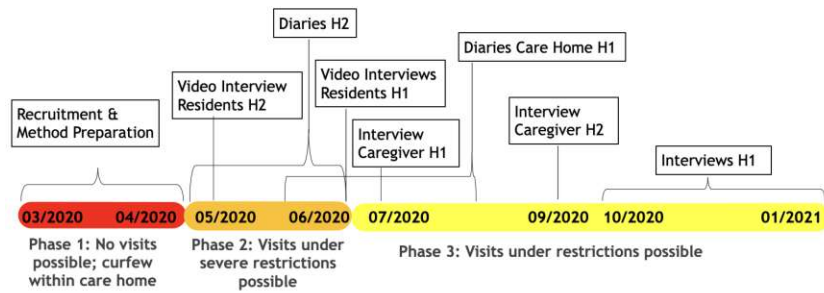 Diaries H2
Diaries Care Home H1
Video Interview
Residents H2
Video Interviews
Residents H1
Recruitment &
Method Preparation
Interview
Caregiver H1
Interview
Caregiver H2
Interviews H1
03/2020 04/2020 05/2020 06/2020 07/2020 09/2020 10/2020 01/2021
Phase 1: No visits
possible; curfew
within care home
Phase 2: Visits under
severe restrictions
possible
Phase 3: Visits under restrictions possible